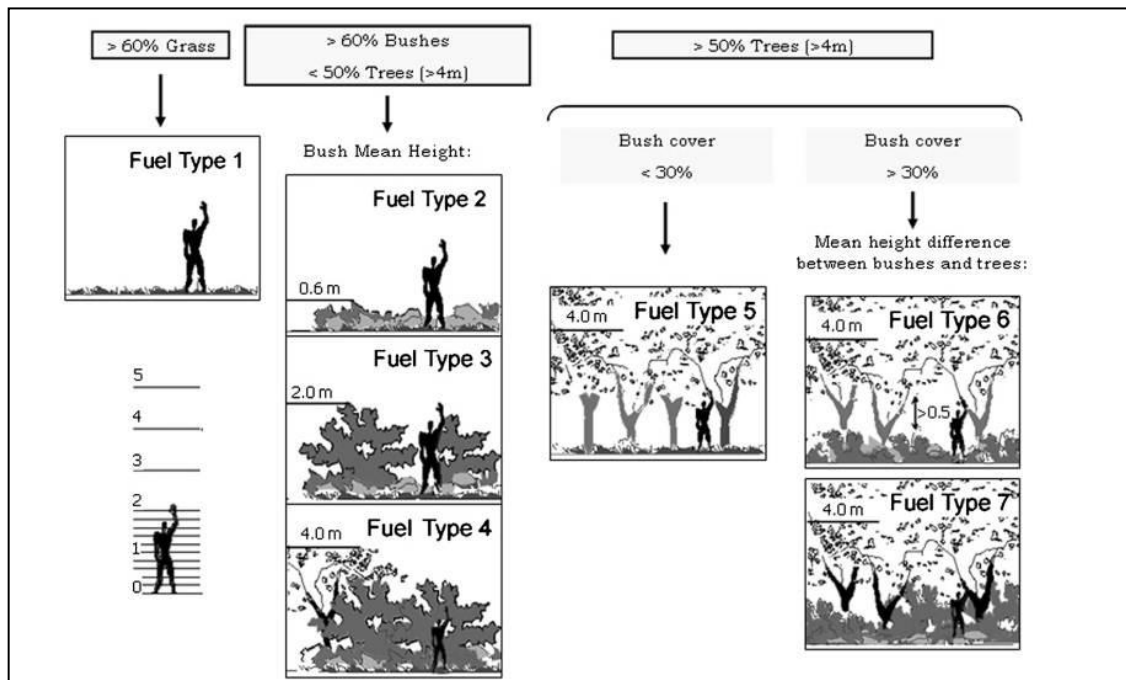 > 60% Grass
> 60% Bushes
< 50% Trees (>4m)
> 50% Trees (>4m)
Fuel Type 1
Bush Mean Height:
Fuel Type 2
0.6 m
Fuel Type 3
2.0 m
Fuel Type 4
4.0 m
5
4
3
2
1
0
Bush cover
< 30%
Fuel Type 5
4.0 m
Bush cover
> 30%
Mean height difference
between bushes and trees:
Fuel Type 6
4.0 m
>0.5
Fuel Type 7
4.0 m